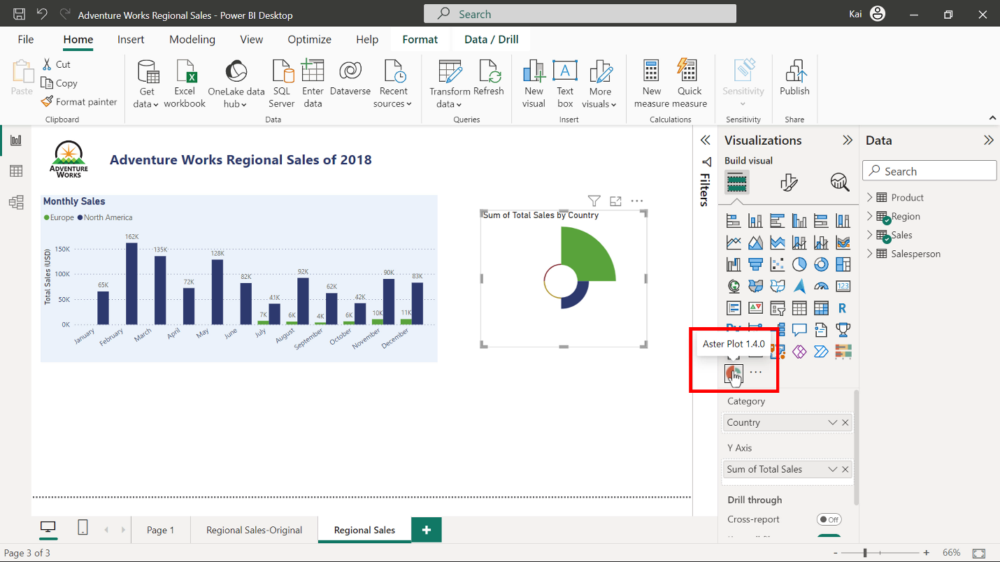 Adventure Works Regional Sales - Power BI Desktop
Search
Kai
File Home Insert Modeling View Optimize Help Format Data / Drill
Paste
Cut
Copy
Format painter
Clipboard
Get data
Excel workbook
OneLake data hub
SQL Server
Enter data
Dataverse
Recent sources
Data
Transform data
Refresh
Queries
New visual
Text box
More visuals
Insert
New measure
Quick measure
Calculations
Sensitivity
Sensitivity
Publish
Share
ADVENTURE
WORKS
Adventure Works Regional Sales of 2018
Monthly Sales
Europe North America
Total Sales (USD)
150K
100K
50K
0K
65K
162K
135K
72K
128K
82K
7K
41K
6K
92K
4K
62K
6K
42K
10K
90K
11K
83K
January
February
March
April
May
June
July
August
September
October
November
December
Sum of Total Sales by Country
Filters
Visualizations
Build visual
123
R
Aster Plot 1.4.0
Category
Country
Y Axis
Sum of Total Sales
Drill through
Cross-report
Off
Data
Search
Product
Region
Sales
Salesperson
Page 1
Regional Sales-Original
Regional Sales
Page 3 of 3
66%